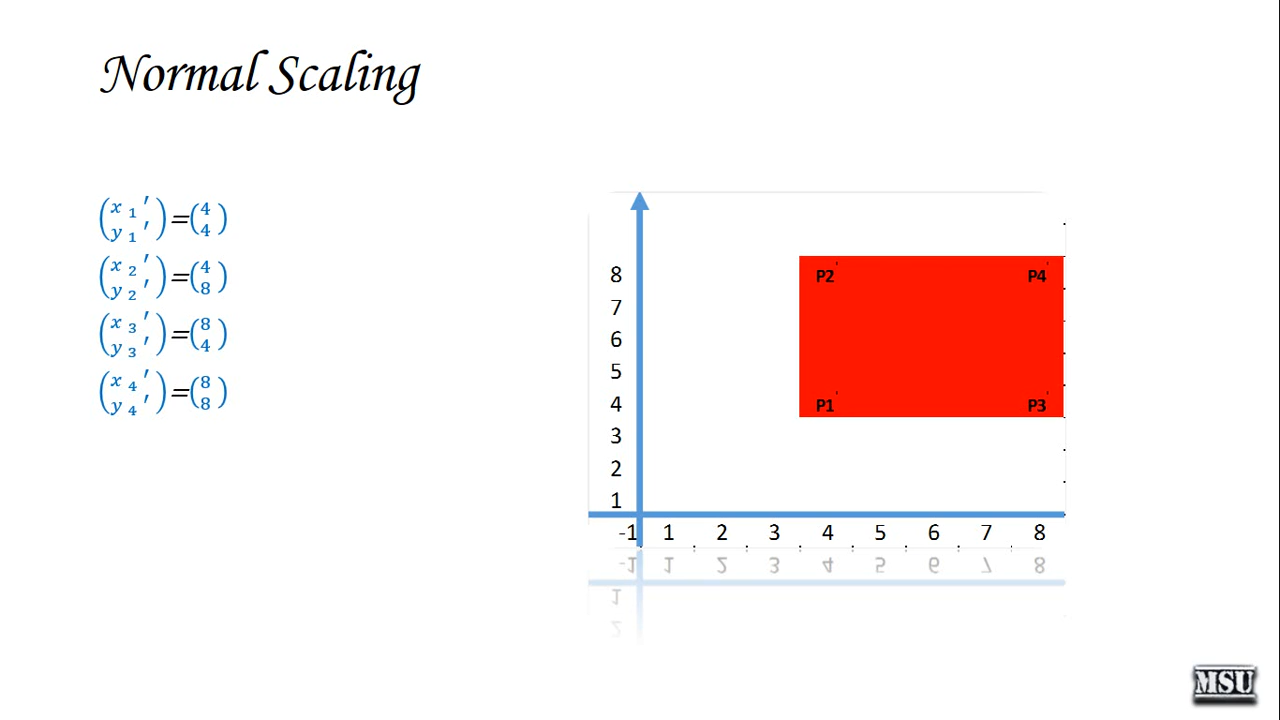 Normal Scaling
(x₁′ y₁′)=(4 4)
(x₂′ y₂′)=(4 8)
(x₃′ y₃′)=(8 4)
(x₄′ y₄′)=(8 8)
8
7
6
5
4
3
2
1
P2′ P4′
P1′ P3′
-1 1 2 3 4 5 6 7 8
MSU